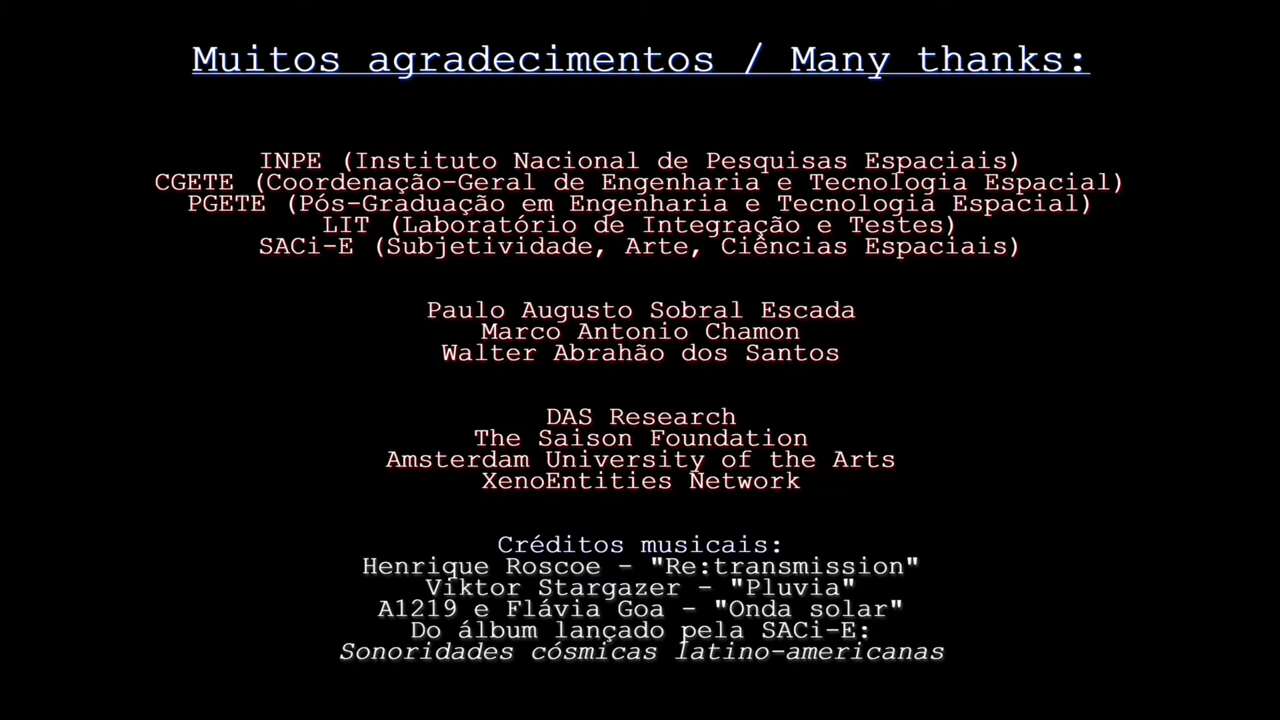 Muitos agradecimentos / Many thanks:
INPE (Instituto Nacional de Pesquisas Espaciais)
CGETE (Coordenação-Geral de Engenharia e Tecnologia Espacial)
PGETE (Pós-Graduação em Engenharia e Tecnologia Espacial)
LIT (Laboratório de Integração e Testes)
SACi-E (Subjetividade, Arte, Ciências Espaciais)
Paulo Augusto Sobral Escada
Marco Antonio Chamon
Walter Abrahão dos Santos
DAS Research
The Saison Foundation
Amsterdam University of the Arts
XenoEntities Network
Créditos musicais:
Henrique Roscoe - "Re:transmission"
Víktor Stargazer - "Pluvia"
A1219 e Flávia Goa - "Onda solar"
Do álbum lançado pela SACi-E:
Sonoridades cósmicas latino-americanas